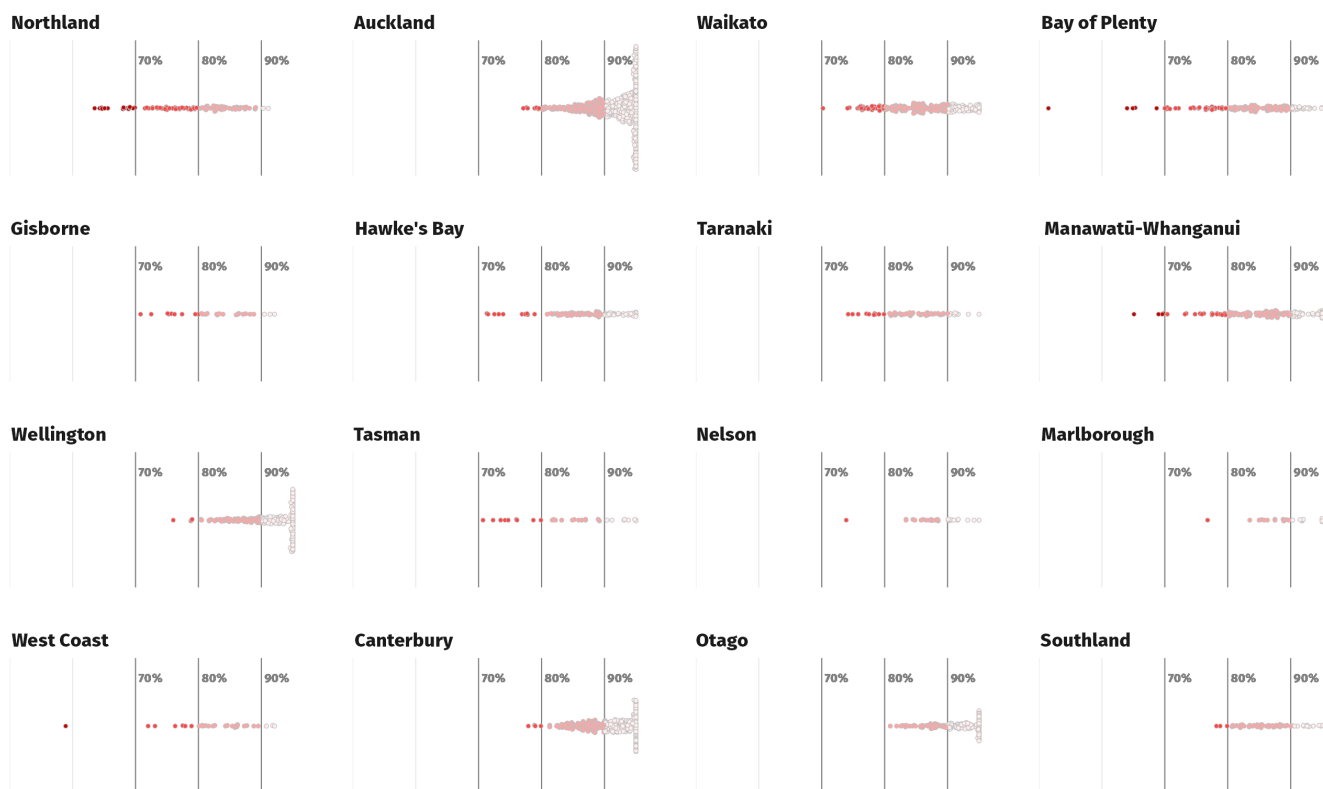 Northland Auckland Waikato Bay of Plenty
70% 80% 90% 70% 80% 90% 70% 80% 90% 70% 80% 90%
Gisborne Hawke's Bay Taranaki Manawatū-Whanganui
70% 80% 90% 70% 80% 90% 70% 80% 90% 70% 80% 90%
Wellington Tasman Nelson Marlborough
70% 80% 90% 70% 80% 90% 70% 80% 90% 70% 80% 90%
West Coast Canterbury Otago Southland
70% 80% 90% 70% 80% 90% 70% 80% 90% 70% 80% 90%